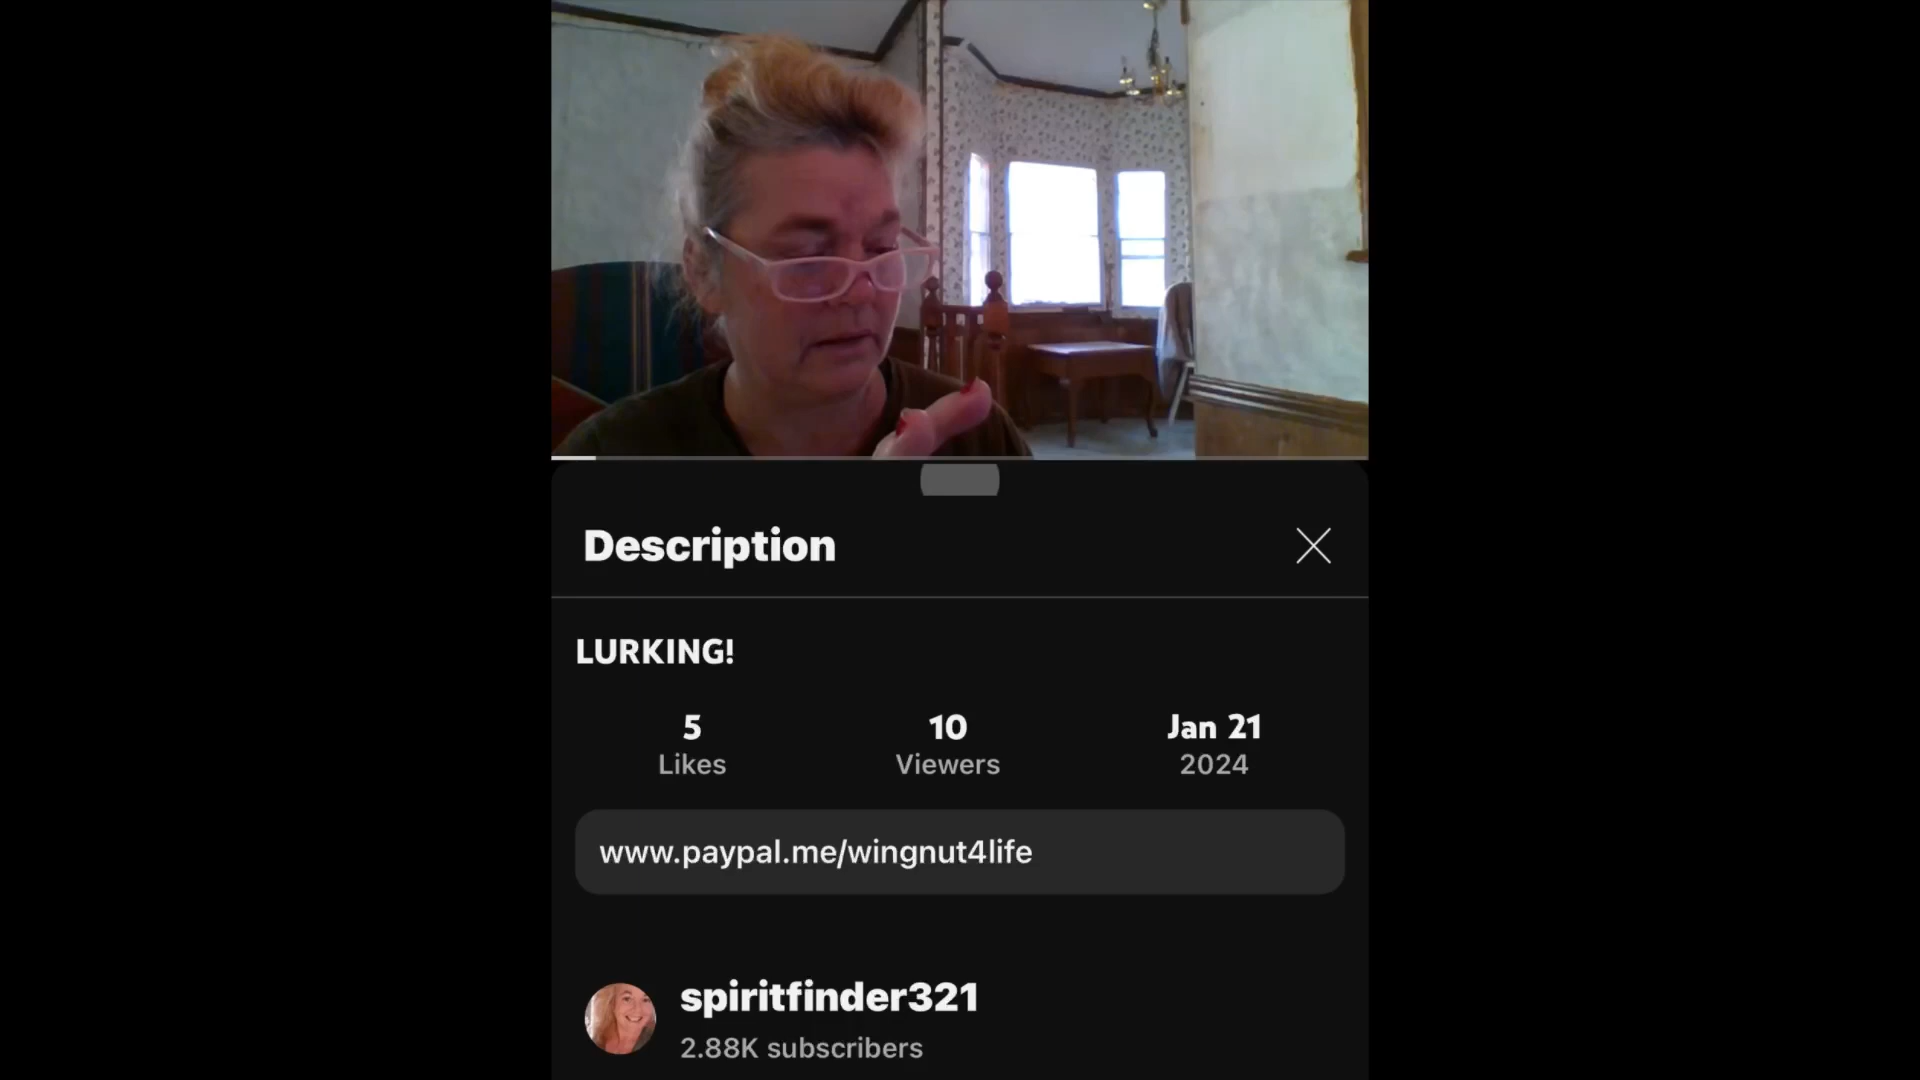 Description
LURKING!
5
Likes
10
Viewers
Jan 21
2024
www.paypal.me/wingnut4life
spiritfinder321
2.88K subscribers